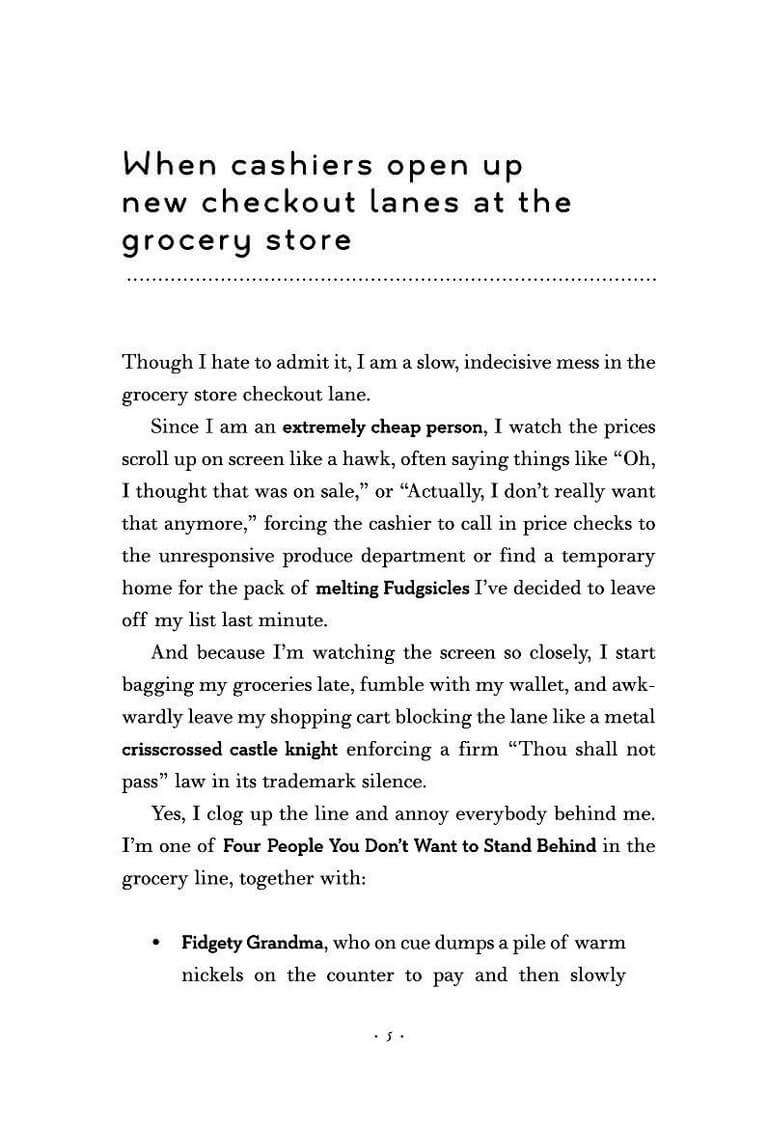 When cashiers open up
new checkout lanes at the
grocery store
Though I hate to admit it, I am a slow, indecisive mess in the
grocery store checkout lane.
Since I am an extremely cheap person, I watch the prices
scroll up on screen like a hawk, often saying things like “Oh,
I thought that was on sale,” or “Actually, I don’t really want
that anymore,” forcing the cashier to call in price checks to
the unresponsive produce department or find a temporary
home for the pack of melting Fudgsicles I’ve decided to leave
off my list last minute.
And because I’m watching the screen so closely, I start
bagging my groceries late, fumble with my wallet, and awk-
wardly leave my shopping cart blocking the lane like a metal
crisscrossed castle knight enforcing a firm “Thou shall not
pass” law in its trademark silence.
Yes, I clog up the line and annoy everybody behind me.
I’m one of Four People You Don’t Want to Stand Behind in the
grocery line, together with:
• Fidgety Grandma, who on cue dumps a pile of warm
nickels on the counter to pay and then slowly
· 5 ·